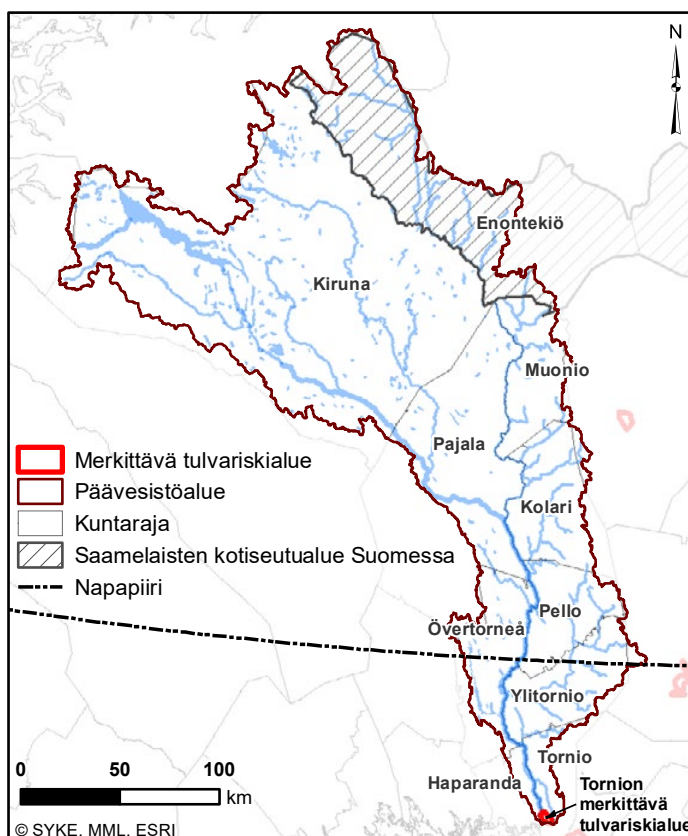 N
Enontekiö
Kiruna
Muonio
Pajala
Merkittävä tulvariskialue
Päävesistöalue
Kuntaraja
Kolari
Saamelaisten kotiseutualue Suomessa
Napapiiri
Pello
Övertorneå
Ylitornio
Tornio
0 50 100
km
Haparanda
Tornion
merkittävä
tulvariskialue
© SYKE, MML, ESRI